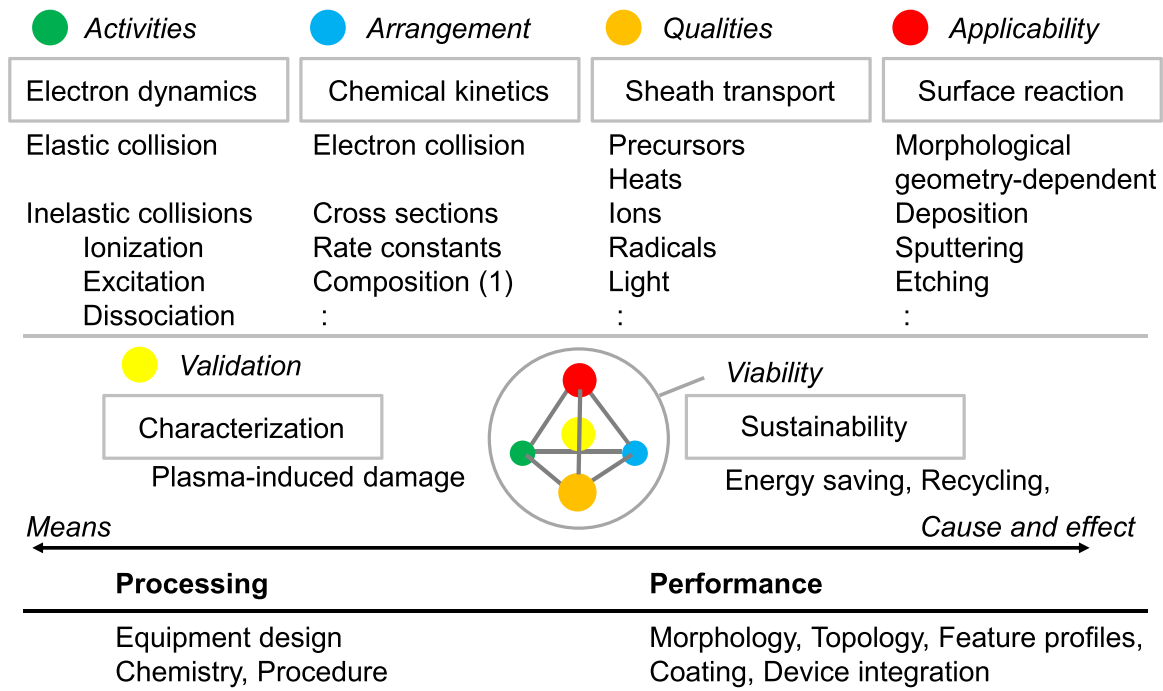 Activities
Arrangement
Qualities
Applicability
Electron dynamics
Chemical kinetics
Sheath transport
Surface reaction
Elastic collision
Inelastic collisions
Ionization
Excitation
Dissociation
Electron collision
Cross sections
Rate constants
Composition (1)
:
Precursors
Heats
Ions
Radicals
Light
:
Morphological
geometry-dependent
Deposition
Sputtering
Etching
:
Validation
Characterization
Plasma-induced damage
Viability
Sustainability
Energy saving, Recycling,
Means
Cause and effect
Processing
Performance
Equipment design
Chemistry, Procedure
Morphology, Topology, Feature profiles,
Coating, Device integration